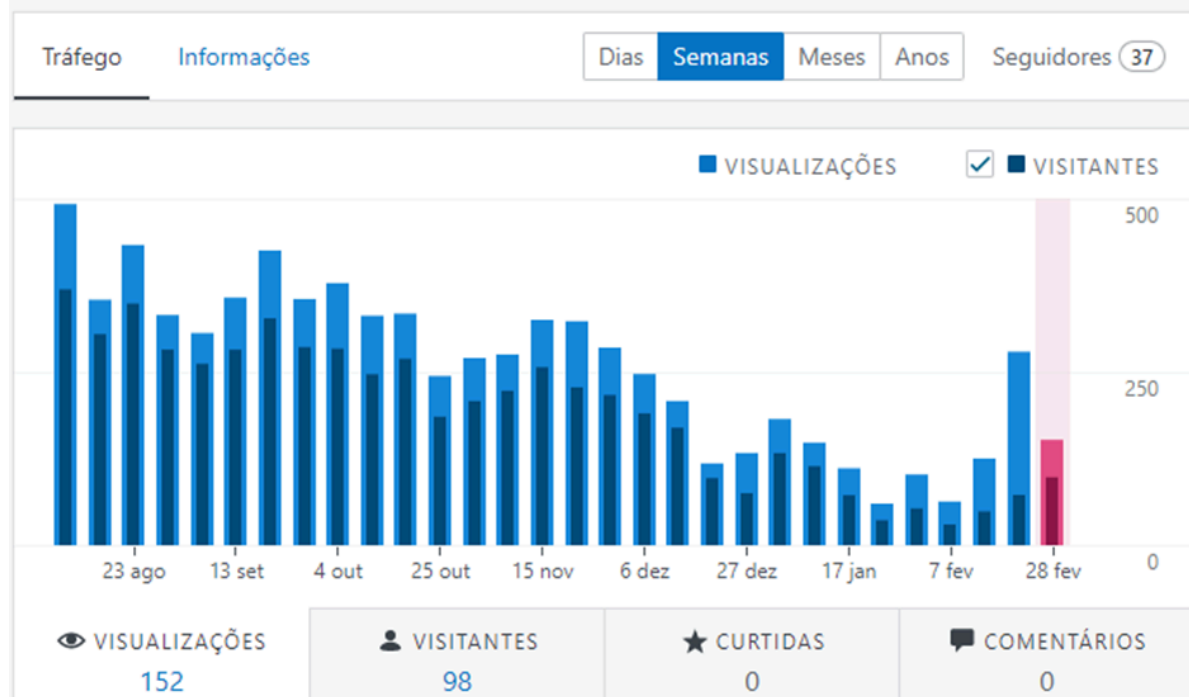 Tráfego Informações Dias Semanas Meses Anos Seguidores 37
VISUALIZAÇÕES VISITANTES
500
250
0
23 ago 13 set 4 out 25 out 15 nov 6 dez 27 dez 17 jan 7 fev 28 fev
VISUALIZAÇÕES VISITANTES CURTIDAS COMENTÁRIOS
152 98 0 0